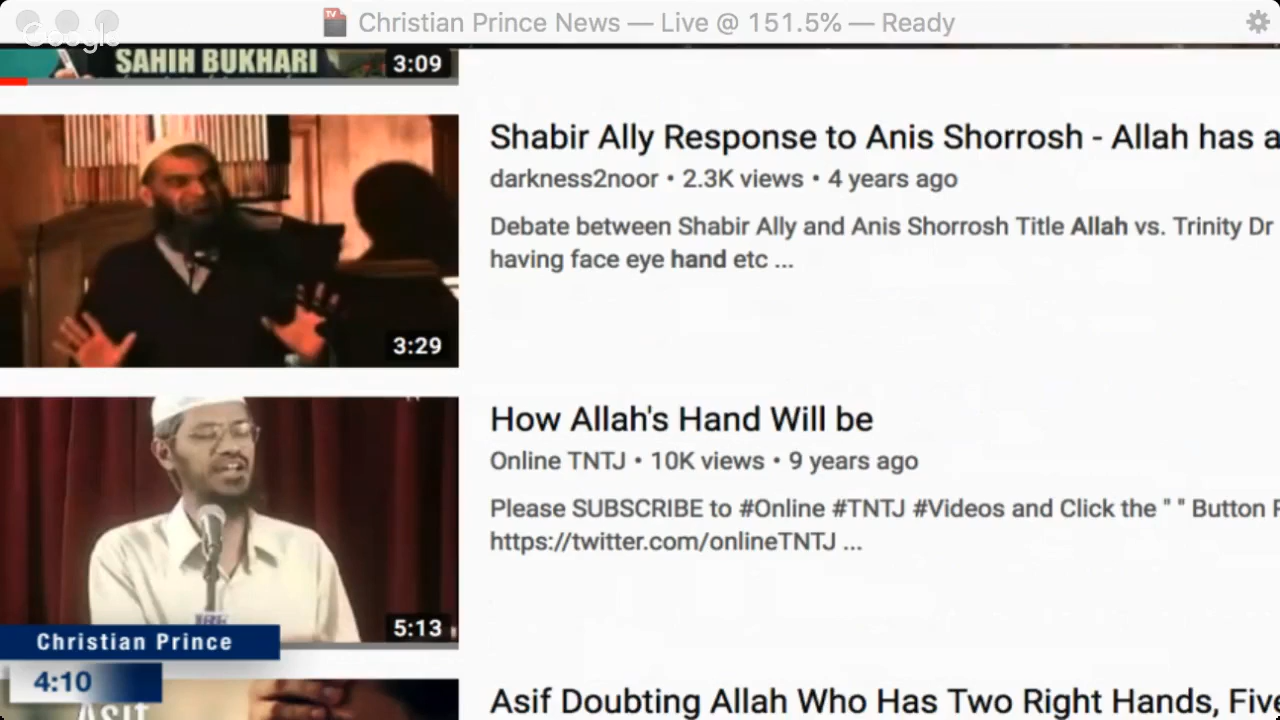 Christian Prince News — Live @ 151.5% — Ready
Google
SAHIH BUKHARI
3:09
Shabir Ally Response to Anis Shorrosh - Allah has a
darkness2noor • 2.3K views • 4 years ago
Debate between Shabir Ally and Anis Shorrosh Title Allah vs. Trinity Dr
having face eye hand etc ...
3:29
How Allah's Hand Will be
Online TNTJ • 10K views • 9 years ago
Please SUBSCRIBE to #Online #TNTJ #Videos and Click the " " Button
https://twitter.com/onlineTNTJ ...
5:13
Christian Prince
4:10
Asif
Asif Doubting Allah Who Has Two Right Hands, Five